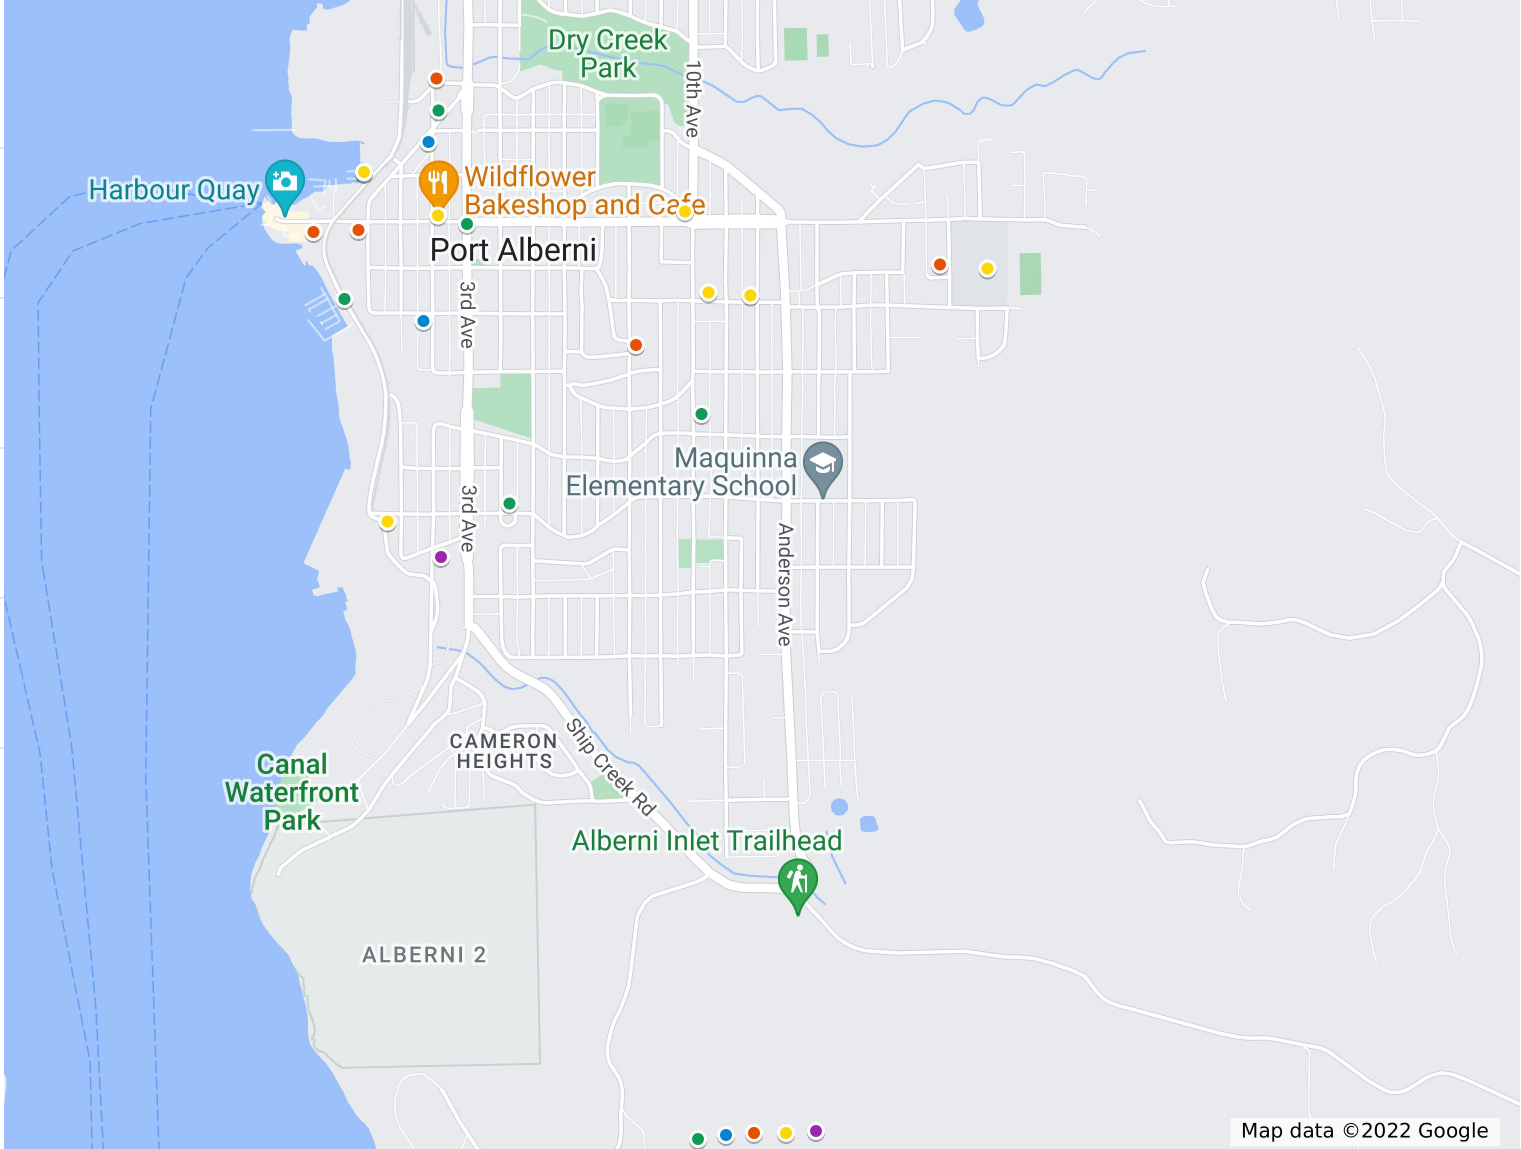 Dry Creek
Park
10th Ave
Harbour Quay
Wildflower
Bakeshop and Cafe
Port Alberni
3rd Ave
Maquinna
Elementary School
3rd Ave
Anderson Ave
CAMERON
HEIGHTS
Ship Creek Rd
Canal
Waterfront
Park
Alberni Inlet Trailhead
ALBERNI 2
Map data ©2022 Google